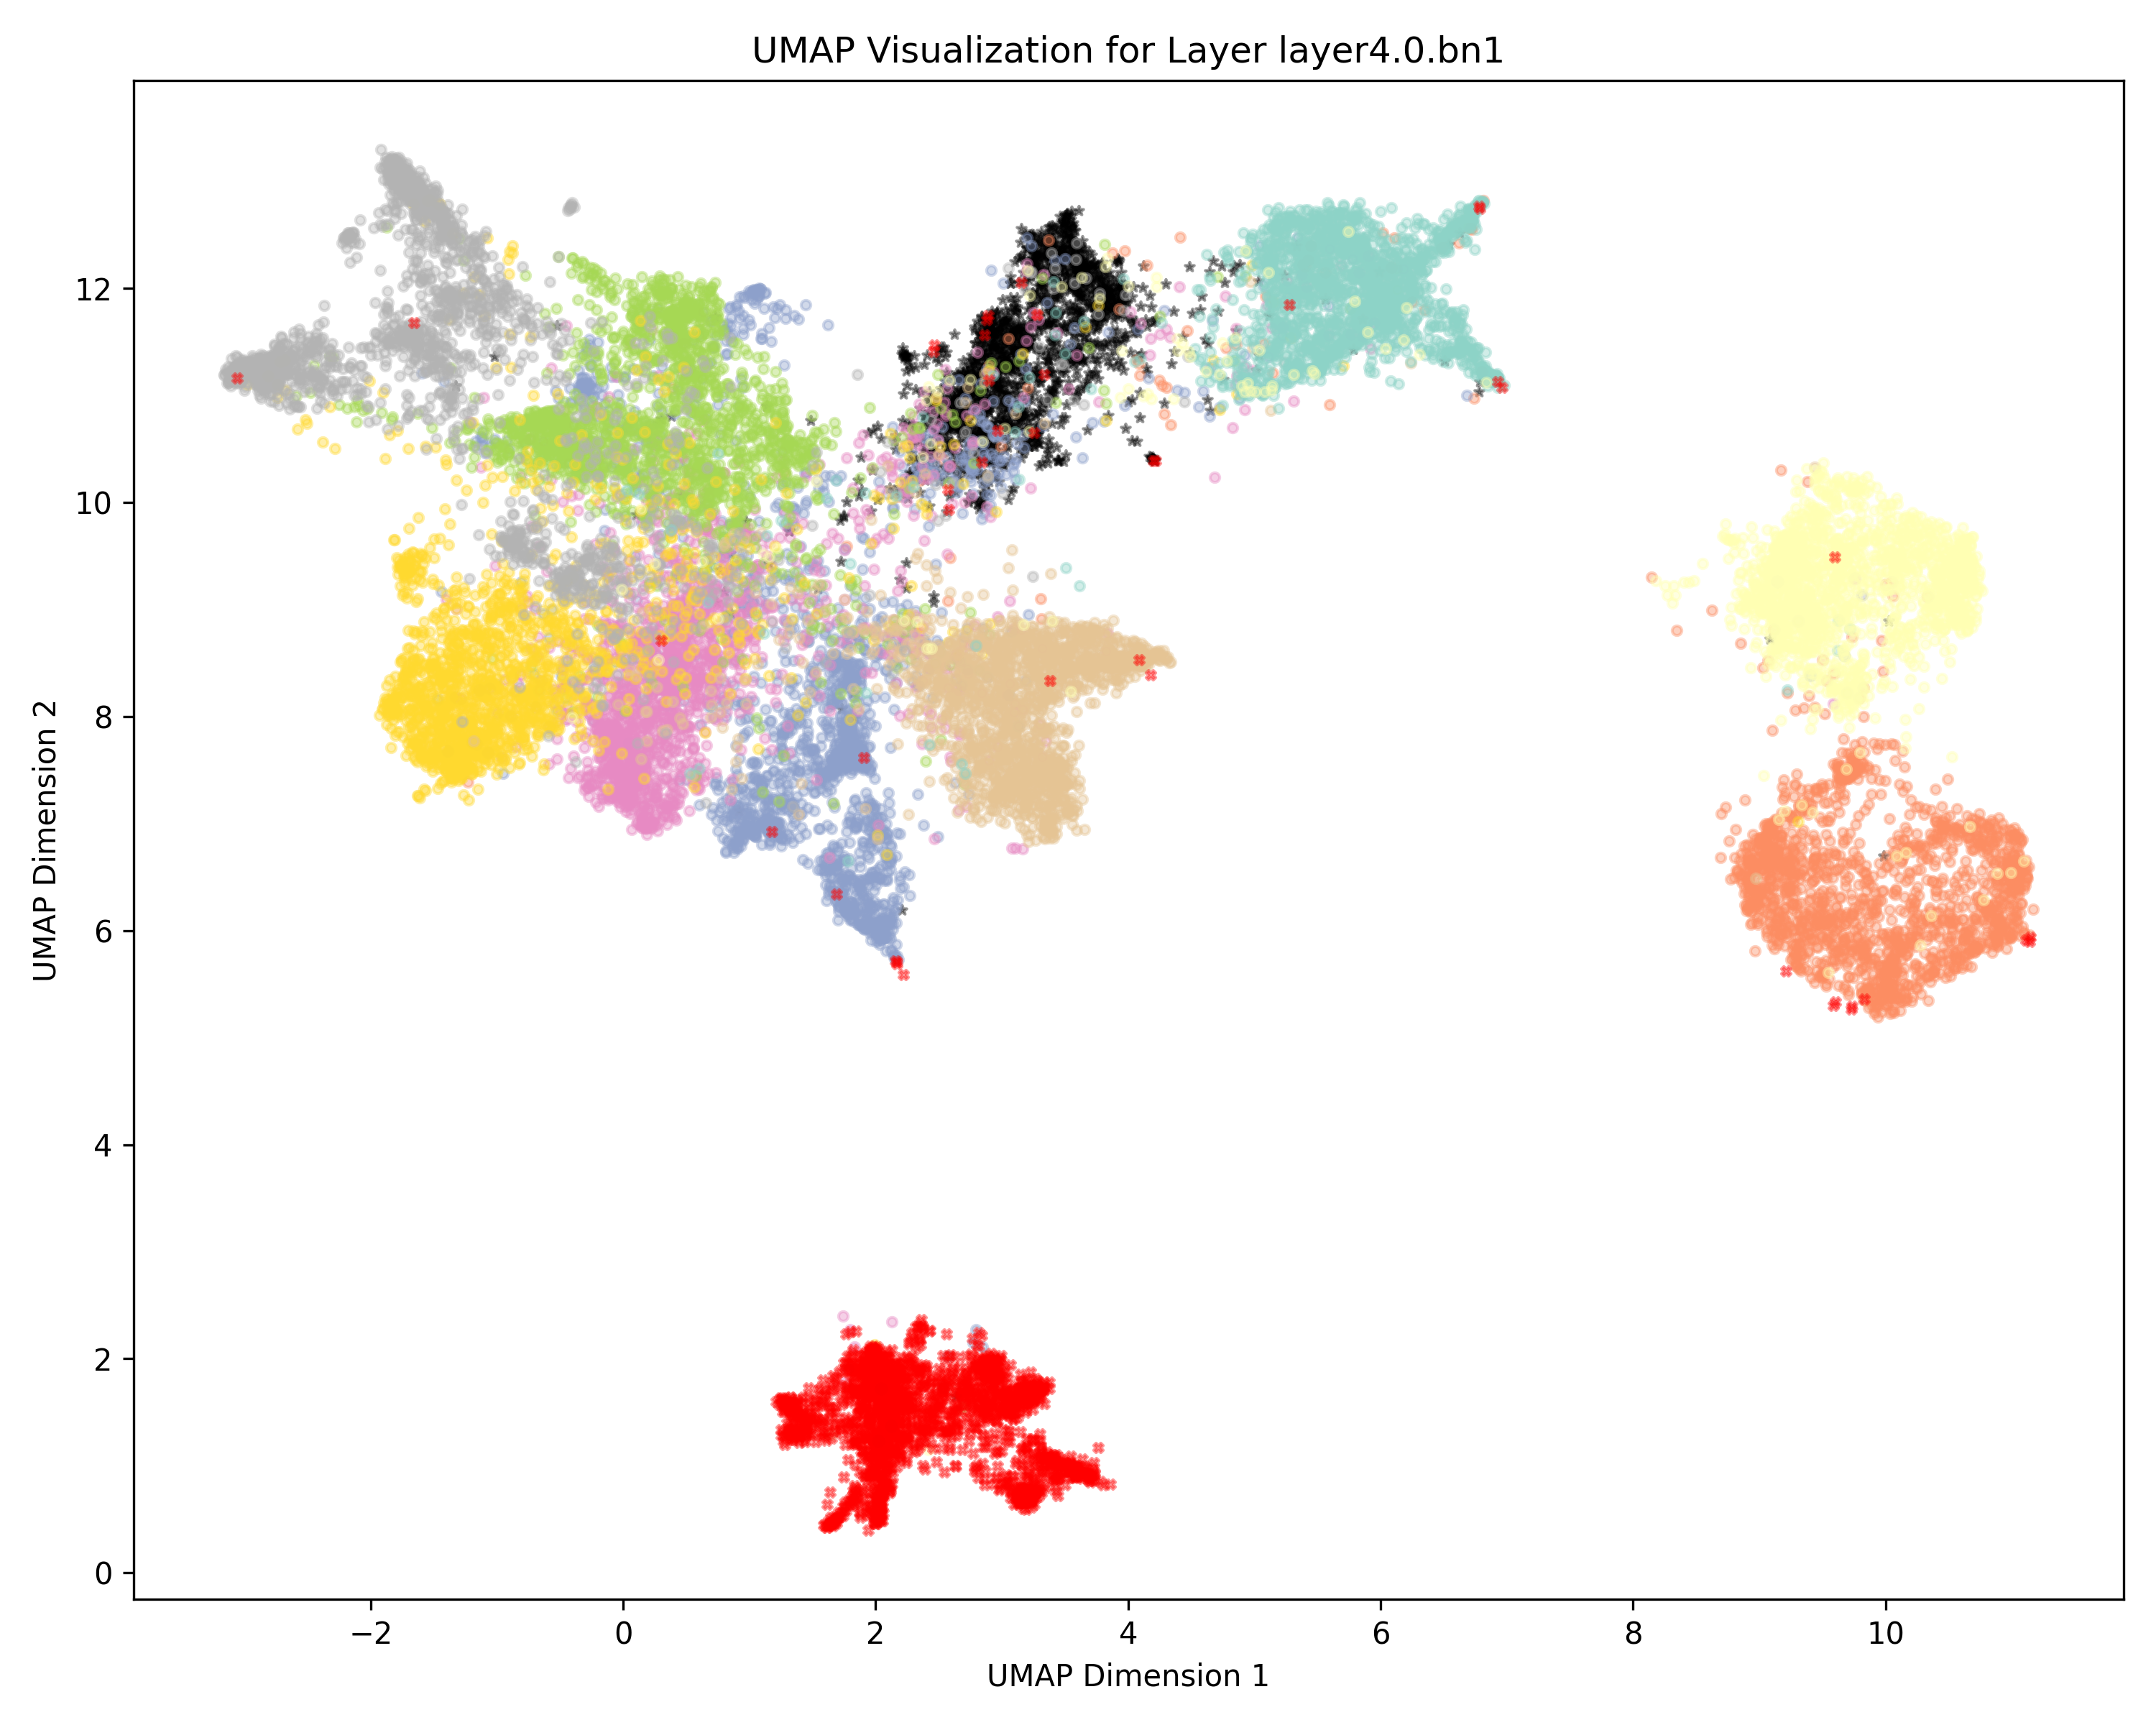 UMAP Visualization for Layer layer4.0.bn1
UMAP Dimension 2
12
10
8
6
4
2
0
−2 0 2 4 6 8 10
UMAP Dimension 1